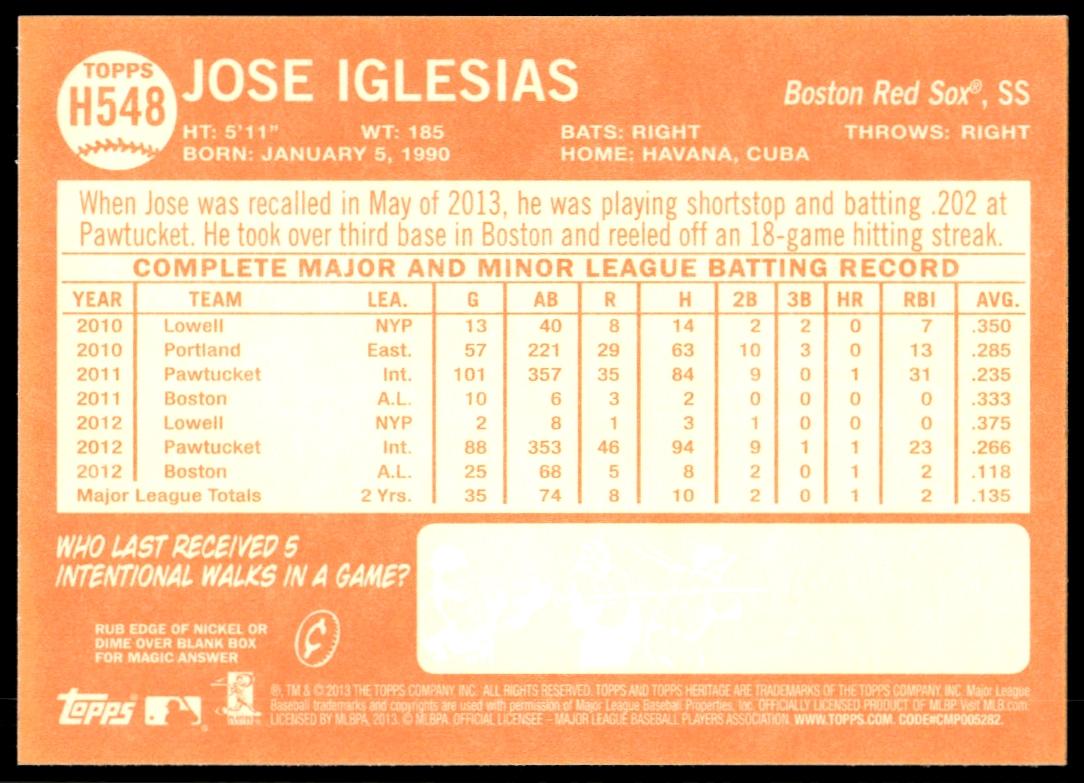 TOPPS
H548
JOSE IGLESIAS
Boston Red Sox®, SS
HT: 5'11" WT: 185 BATS: RIGHT THROWS: RIGHT
BORN: JANUARY 5, 1990 HOME: HAVANA, CUBA
When Jose was recalled in May of 2013, he was playing shortstop and batting .202 at
Pawtucket. He took over third base in Boston and reeled off an 18-game hitting streak.
COMPLETE MAJOR AND MINOR LEAGUE BATTING RECORD
YEAR TEAM LEA. G AB R H 2B 3B HR RBI AVG.
2010 Lowell NYP 13 40 8 14 2 2 0 7 .350
2010 Portland East. 57 221 29 63 10 3 0 13 .285
2011 Pawtucket Int. 101 357 35 84 9 0 1 31 .235
2011 Boston A.L. 10 6 3 2 0 0 0 0 .333
2012 Lowell NYP 2 8 1 3 1 0 0 0 .375
2012 Pawtucket Int. 88 353 46 94 9 1 1 23 .266
2012 Boston A.L. 25 68 5 8 2 0 1 2 .118
Major League Totals 2 Yrs. 35 74 8 10 2 0 1 2 .135
WHO LAST RECEIVED 5
INTENTIONAL WALKS IN A GAME?
RUB EDGE OF NICKEL OR
DIME OVER BLANK BOX
FOR MAGIC ANSWER
¢
topps
®, TM & © 2013 THE TOPPS COMPANY, INC. ALL RIGHTS RESERVED. TOPPS AND TOPPS HERITAGE ARE TRADEMARKS OF THE TOPPS COMPANY, INC. Major League
Baseball trademarks and copyrights are used with permission of Major League Baseball Properties, Inc. OFFICIALLY LICENSED PRODUCT OF MLBP. Visit MLB.com.
LICENSED BY MLBPA, 2013. © MLBPA. OFFICIAL LICENSEE – MAJOR LEAGUE BASEBALL PLAYERS ASSOCIATION. WWW.TOPPS.COM. CODE#CMP005282.